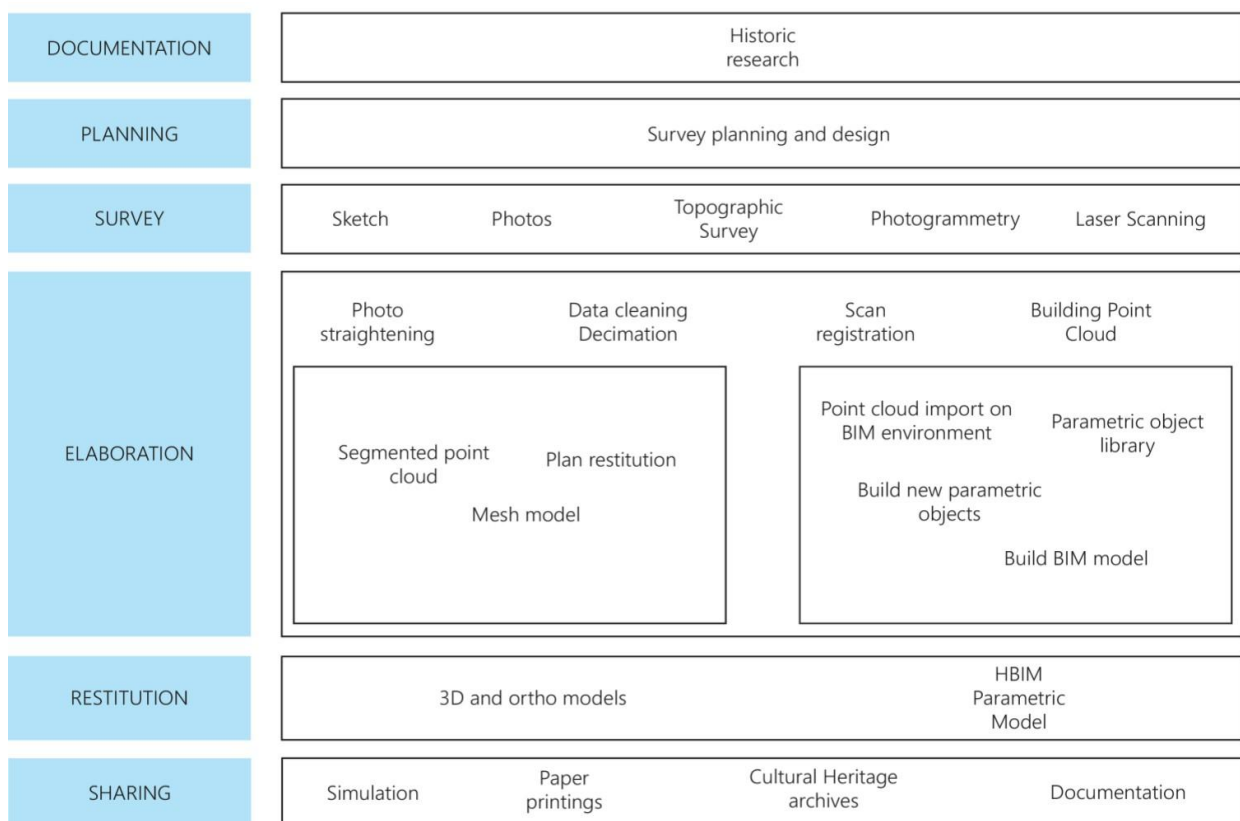 DOCUMENTATION
Historic
research
PLANNING
Survey planning and design
SURVEY
Sketch
Photos
Topographic
Survey
Photogrammetry
Laser Scanning
ELABORATION
Photo
straightening
Data cleaning
Decimation
Scan
registration
Building Point
Cloud
Segmented point
cloud
Plan restitution
Mesh model
Point cloud import on
BIM environment
Parametric object
library
Build new parametric
objects
Build BIM model
RESTITUTION
3D and ortho models
HBIM
Parametric
Model
SHARING
Simulation
Paper
printings
Cultural Heritage
archives
Documentation